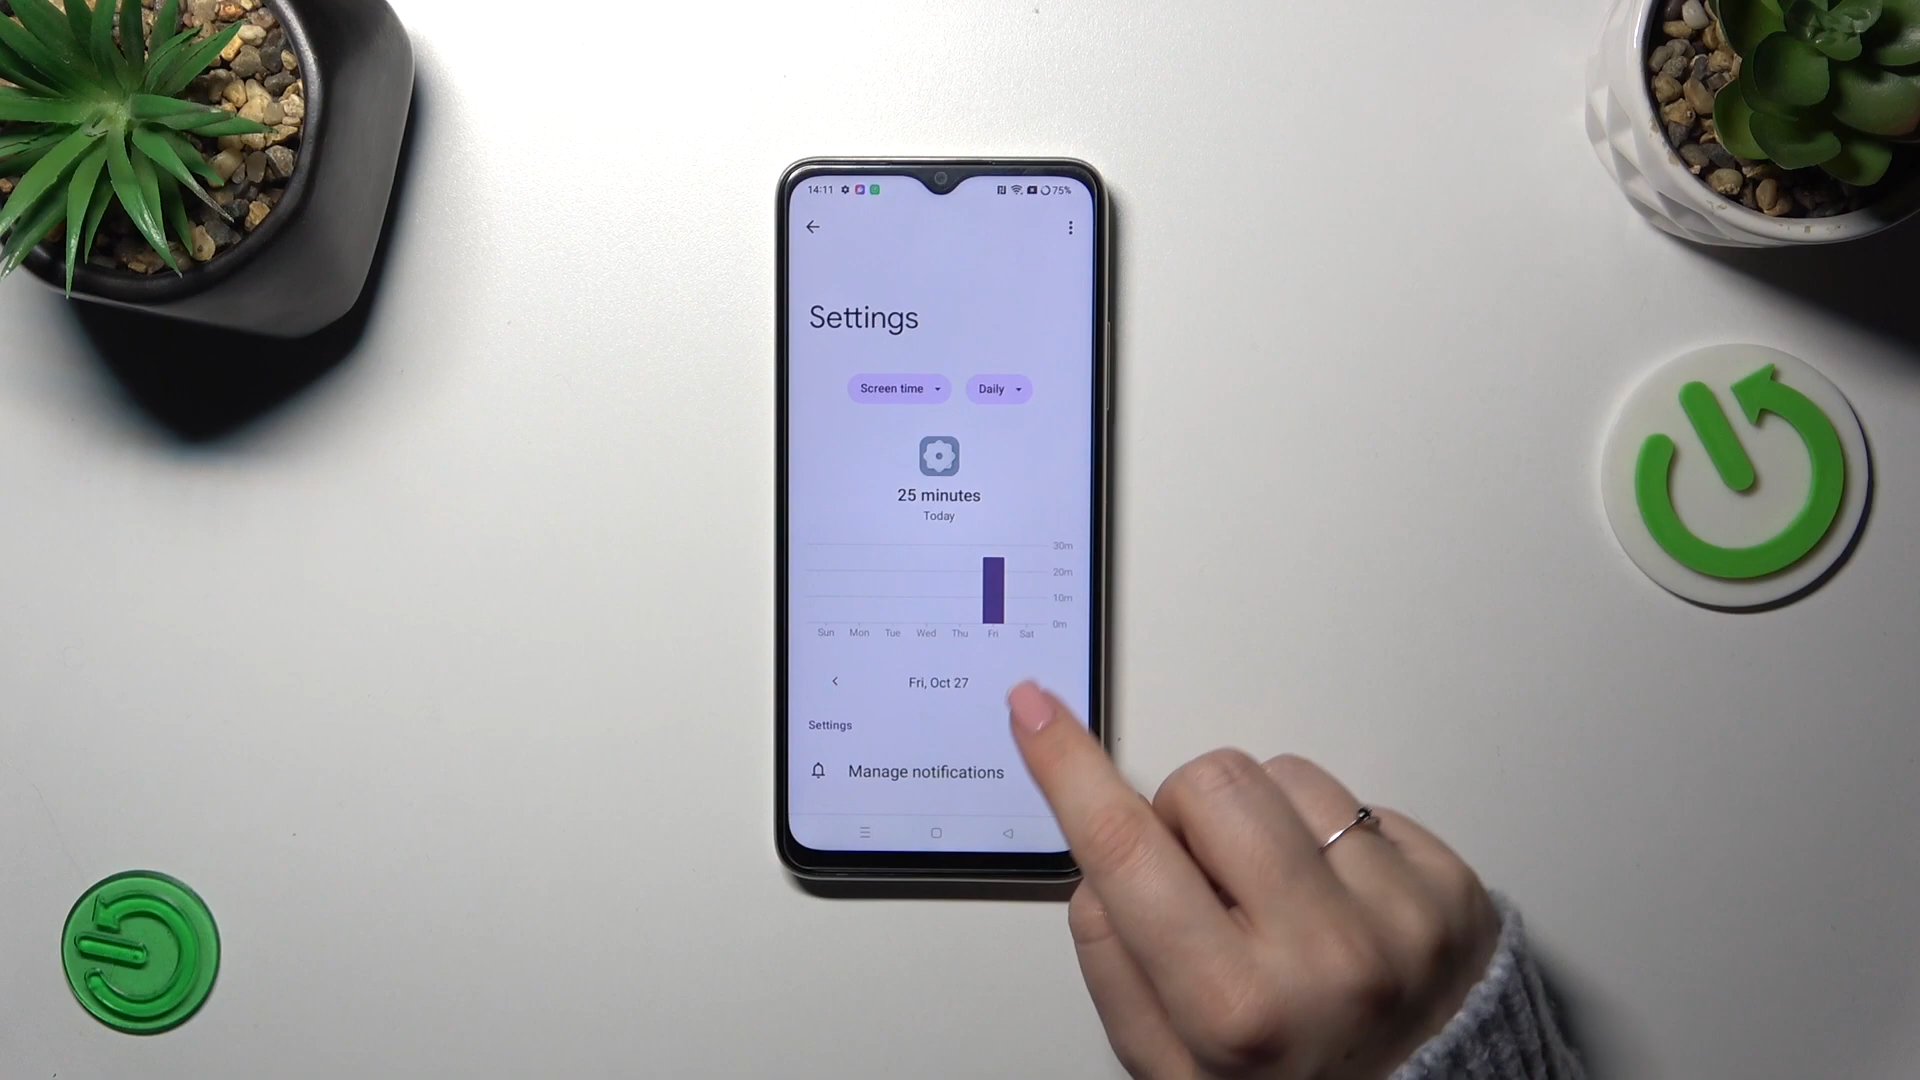 14:11 75%
Settings
Screen time Daily
25 minutes
Today
30m
20m
10m
0m
Sun Mon Tue Wed Thu Fri Sat
Fri, Oct 27
Settings
Manage notifications